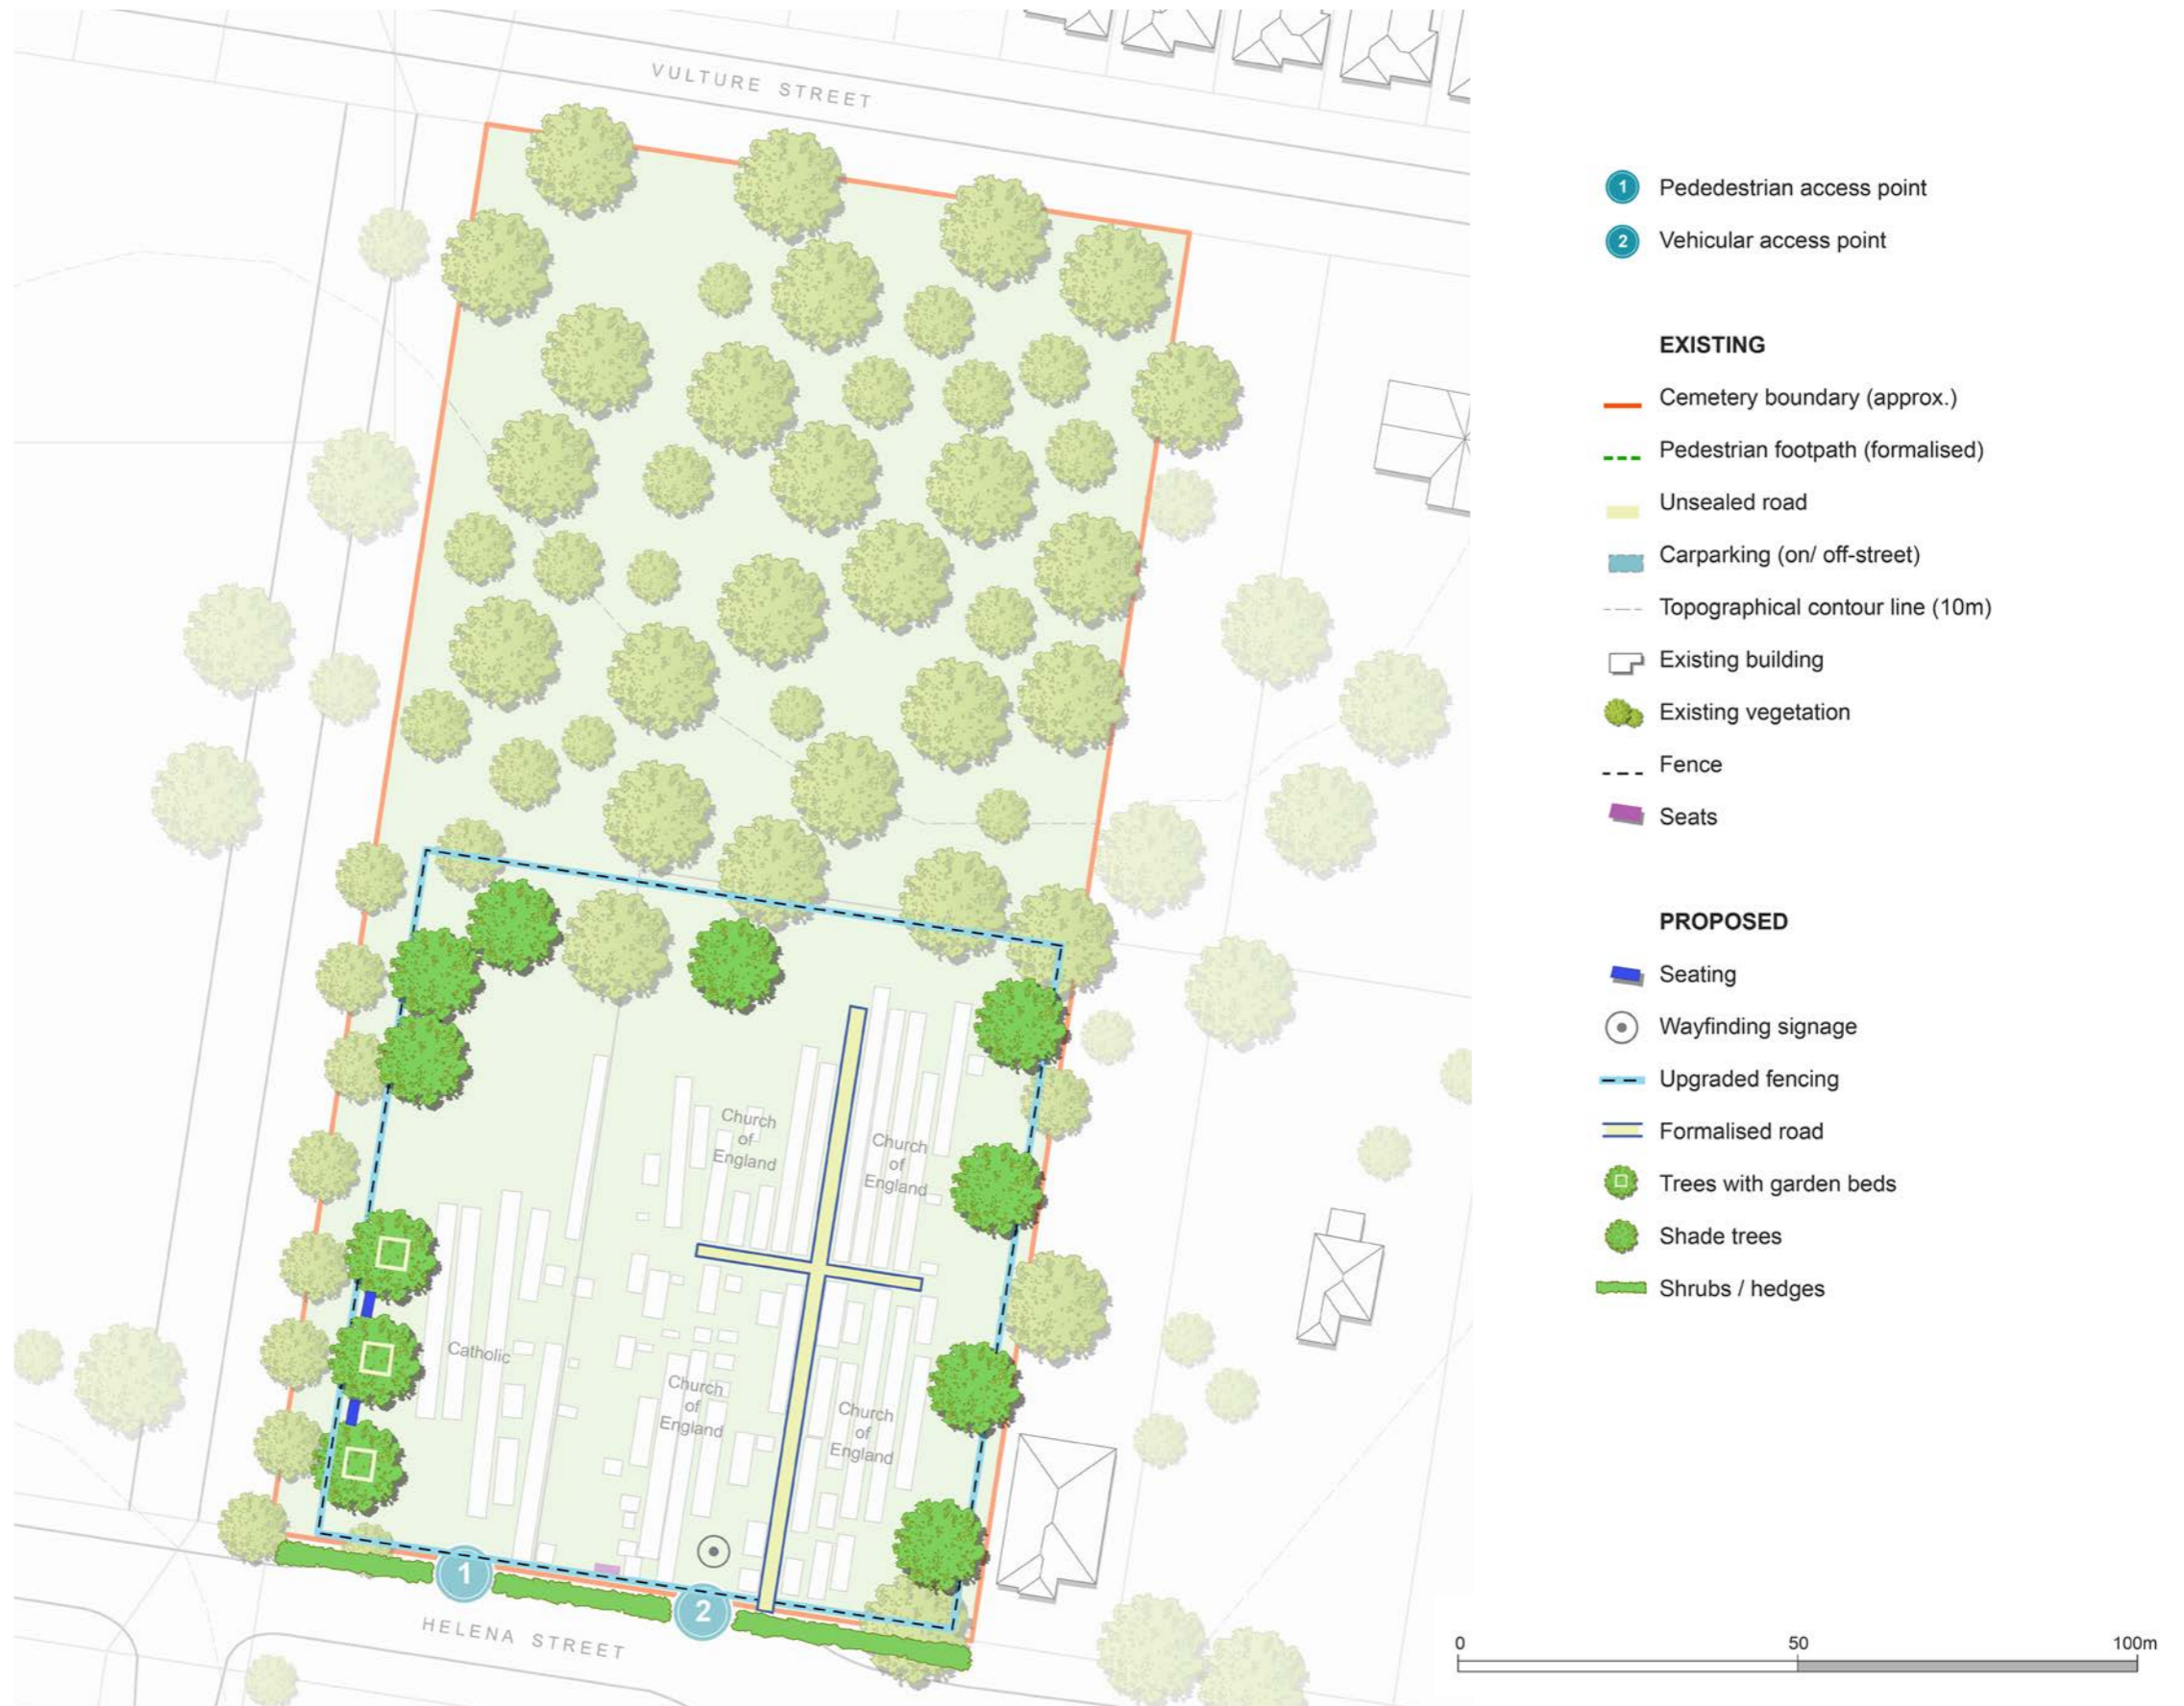 VULTURE STREET
Church
of
England
Church
of
England
Catholic
Church
of
England
Church
of
England
1
2
HELENA STREET
1 Pededestrian access point
2 Vehicular access point
EXISTING
Cemetery boundary (approx.)
Pedestrian footpath (formalised)
Unsealed road
Carparking (on/ off-street)
Topographical contour line (10m)
Existing building
Existing vegetation
Fence
Seats
PROPOSED
Seating
Wayfinding signage
Upgraded fencing
Formalised road
Trees with garden beds
Shade trees
Shrubs / hedges
0 50 100m